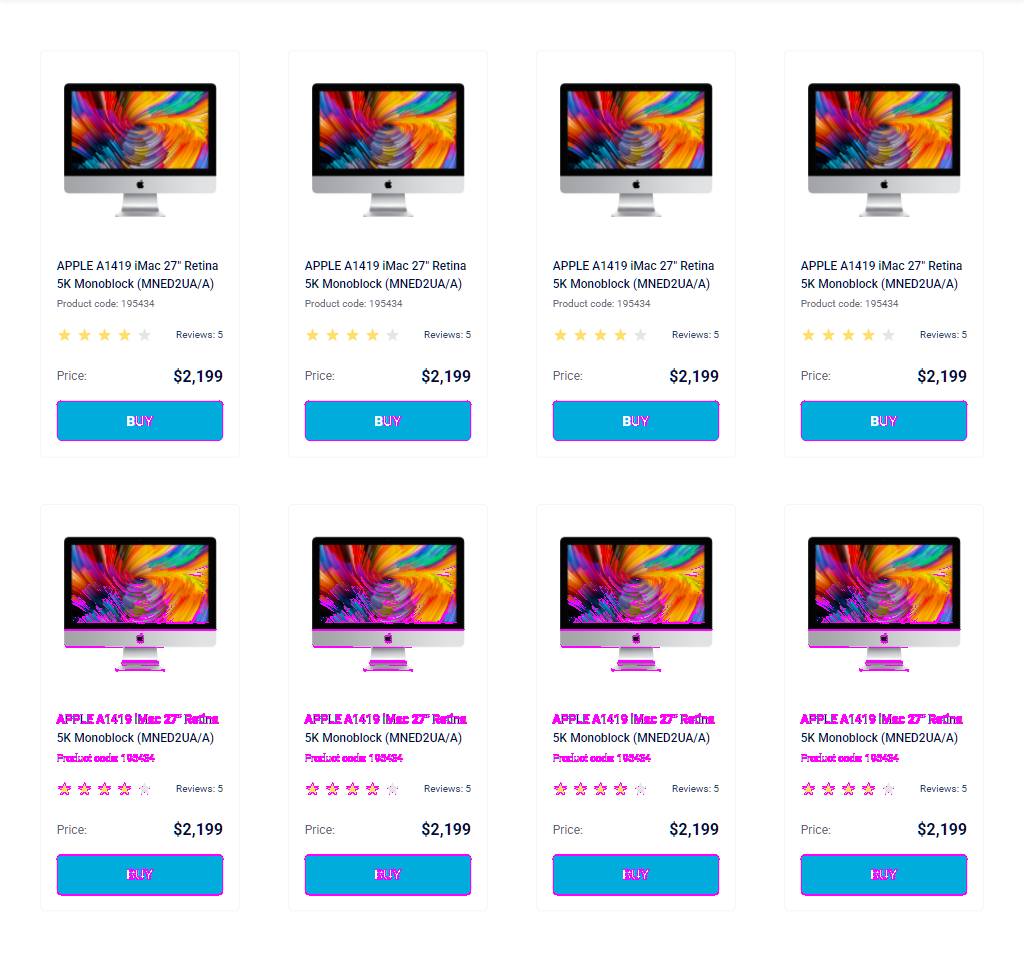 APPLE A1419 iMac 27" Retina
5K Monoblock (MNED2UA/A)
Product code: 195434
Reviews: 5
Price: $2,199
BUY
APPLE A1419 iMac 27" Retina
5K Monoblock (MNED2UA/A)
Product code: 195434
Reviews: 5
Price: $2,199
BUY
APPLE A1419 iMac 27" Retina
5K Monoblock (MNED2UA/A)
Product code: 195434
Reviews: 5
Price: $2,199
BUY
APPLE A1419 iMac 27" Retina
5K Monoblock (MNED2UA/A)
Product code: 195434
Reviews: 5
Price: $2,199
BUY
APPLE A1419 iMac 27" Retina
5K Monoblock (MNED2UA/A)
Product code: 195434
Reviews: 5
Price: $2,199
BUY
APPLE A1419 iMac 27" Retina
5K Monoblock (MNED2UA/A)
Product code: 195434
Reviews: 5
Price: $2,199
BUY
APPLE A1419 iMac 27" Retina
5K Monoblock (MNED2UA/A)
Product code: 195434
Reviews: 5
Price: $2,199
BUY
APPLE A1419 iMac 27" Retina
5K Monoblock (MNED2UA/A)
Product code: 195434
Reviews: 5
Price: $2,199
BUY